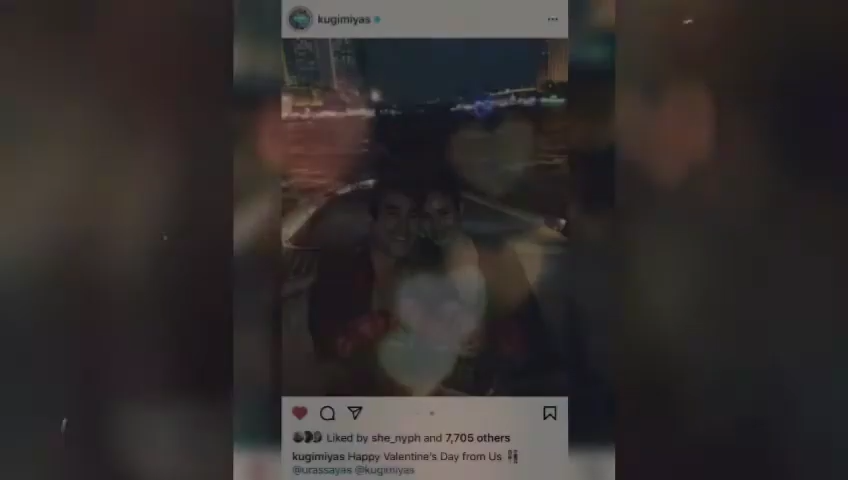 kugimiyas
Liked by she_nyph and 7,705 others
kugimiyas Happy Valentine's Day from Us
@urassayas @kugimiyas